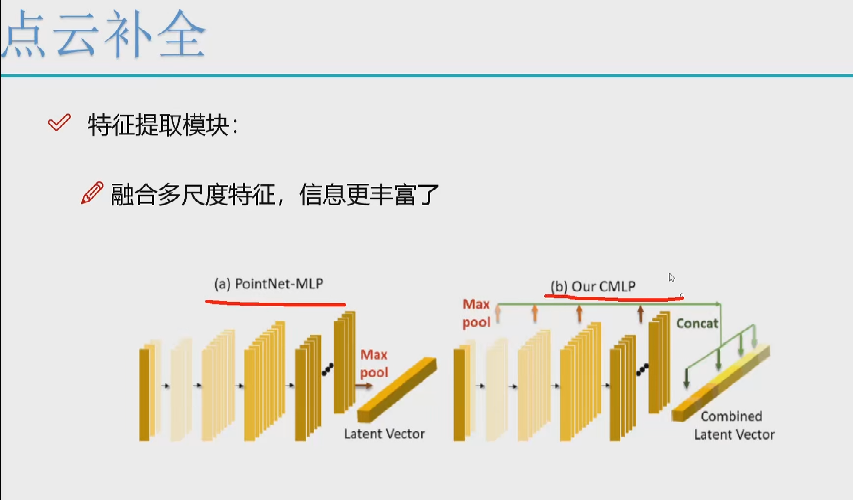 点云补全
特征提取模块：
融合多尺度特征，信息更丰富了
(a) PointNet-MLP
Max
pool
Latent Vector
(b) Our CMLP
Max
pool
Concat
Combined
Latent Vector